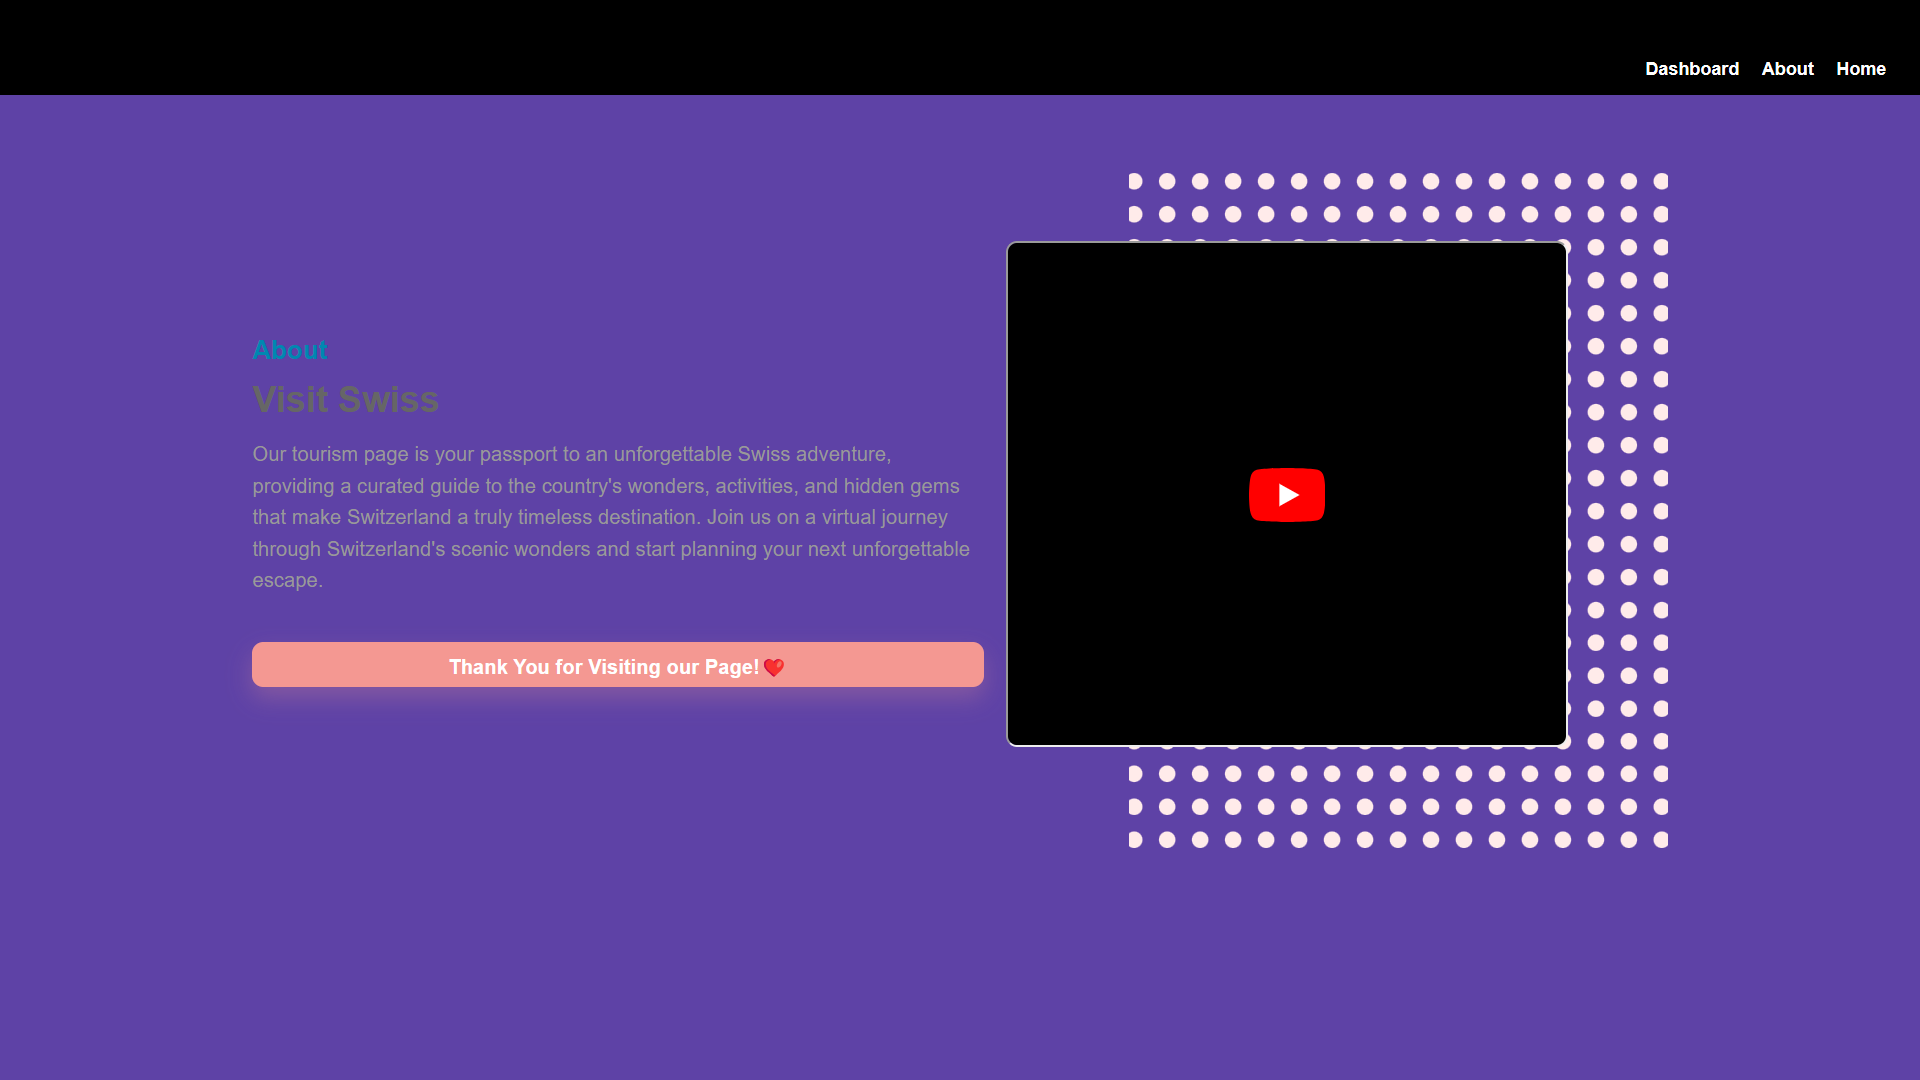 Dashboard About Home
About
Visit Swiss
Our tourism page is your passport to an unforgettable Swiss adventure,
providing a curated guide to the country's wonders, activities, and hidden gems
that make Switzerland a truly timeless destination. Join us on a virtual journey
through Switzerland's scenic wonders and start planning your next unforgettable
escape.
Thank You for Visiting our Page!❤️